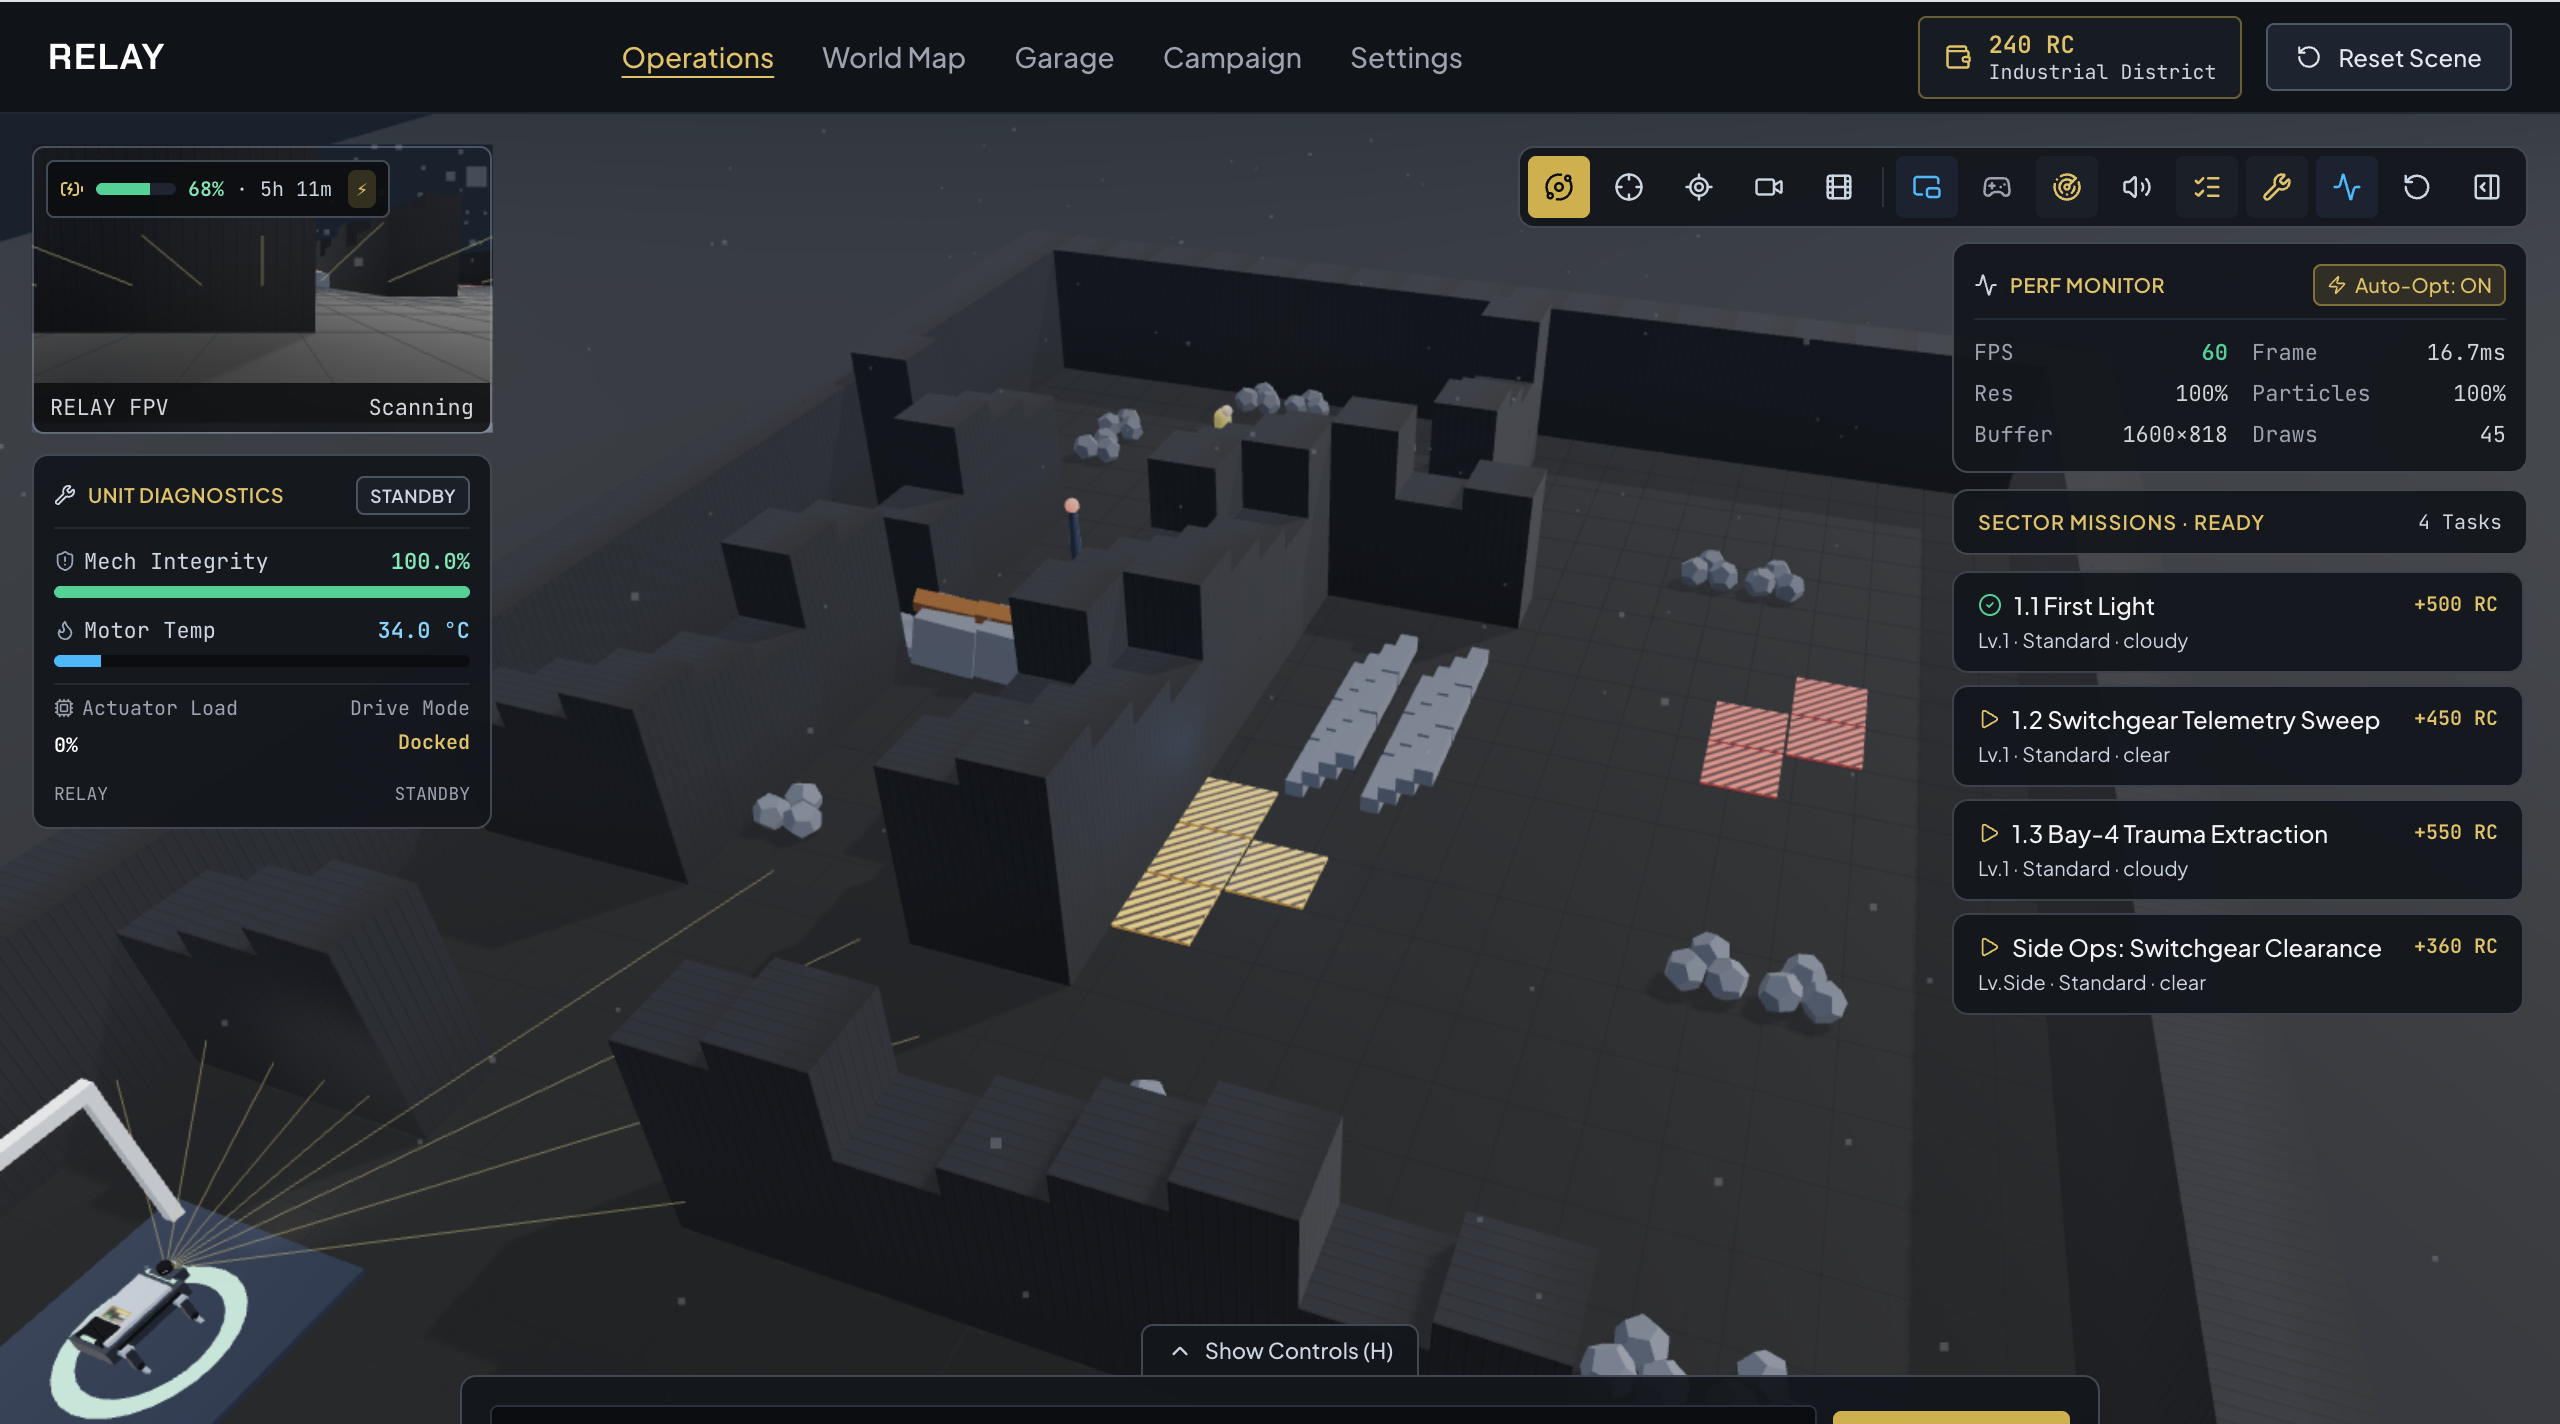 RELAY
Operations
World Map
Garage
Campaign
Settings
240 RC
Industrial District
Reset Scene
68% · 5h 11m
RELAY FPV
Scanning
UNIT DIAGNOSTICS
STANDBY
Mech Integrity
100.0%
Motor Temp
34.0 °C
Actuator Load
Drive Mode
0%
Docked
RELAY
STANDBY
PERF MONITOR
Auto-Opt: ON
FPS 60 Frame 16.7ms
Res 100% Particles 100%
Buffer 1600×818 Draws 45
SECTOR MISSIONS · READY
4 Tasks
1.1 First Light
+500 RC
Lv.1 · Standard · cloudy
1.2 Switchgear Telemetry Sweep
+450 RC
Lv.1 · Standard · clear
1.3 Bay-4 Trauma Extraction
+550 RC
Lv.1 · Standard · cloudy
Side Ops: Switchgear Clearance
+360 RC
Lv.Side · Standard · clear
Show Controls (H)